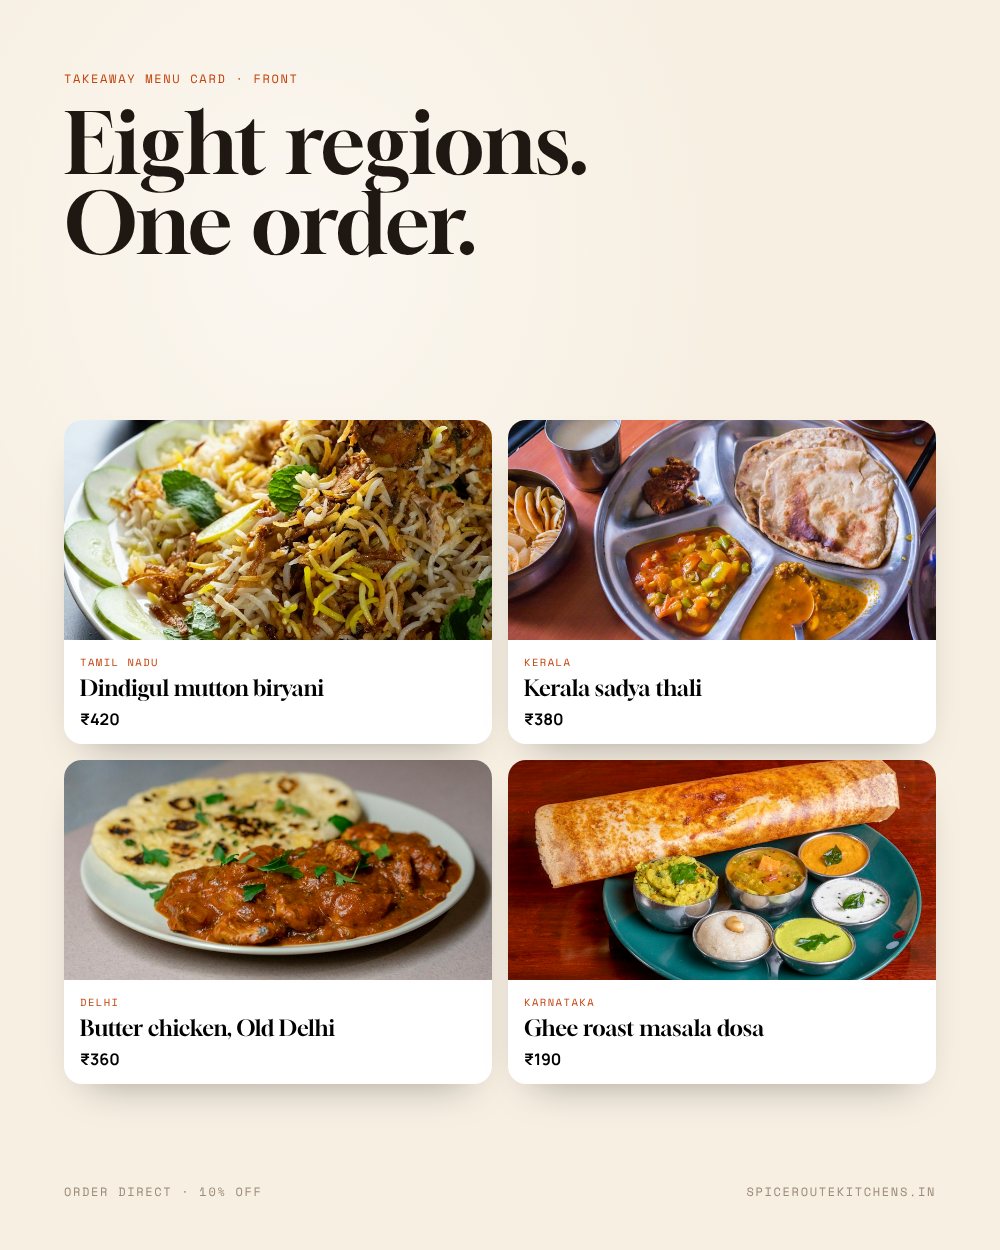 TAKEAWAY MENU CARD · FRONT
Eight regions.
One order.
TAMIL NADU
Dindigul mutton biryani
₹420
KERALA
Kerala sadya thali
₹380
DELHI
Butter chicken, Old Delhi
₹360
KARNATAKA
Ghee roast masala dosa
₹190
ORDER DIRECT · 10% OFF
SPICEROUTEKITCHENS.IN